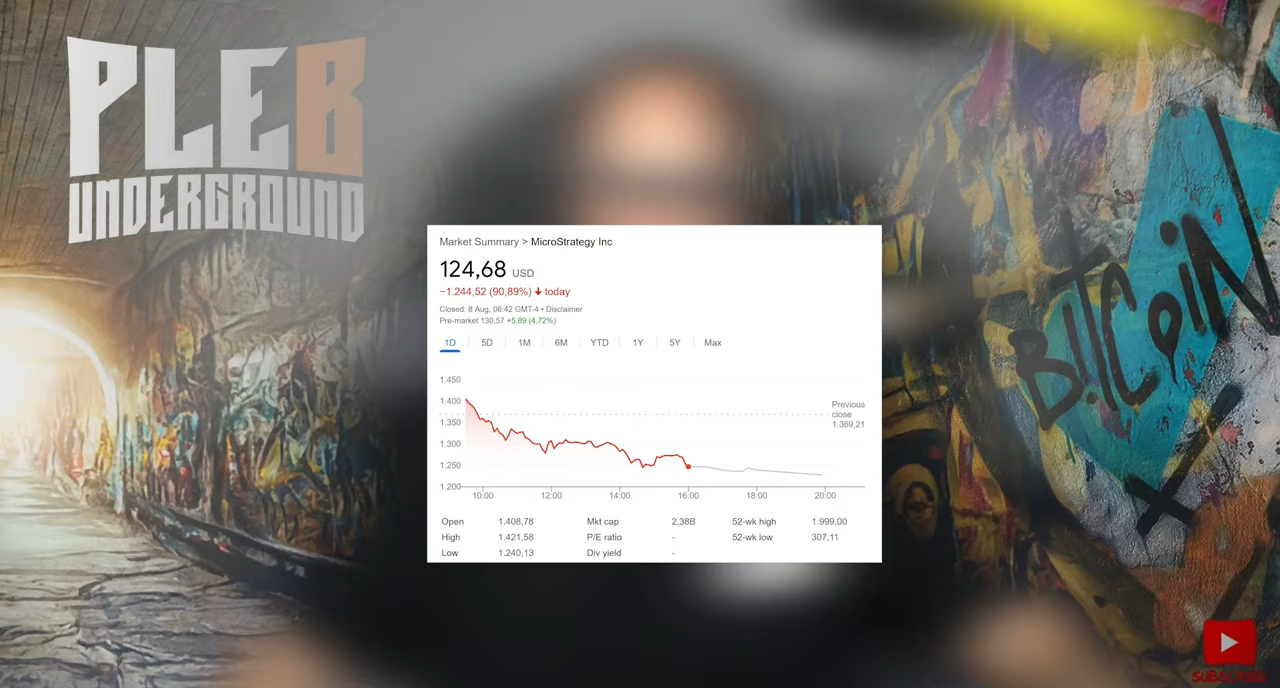 PLEB
UNDERGROUND
Market Summary > MicroStrategy Inc
124,68 USD
−1.244,52 (90,89%) ↓ today
Closed: 8 Aug, 06:42 GMT-4 • Disclaimer
Pre-market 130,57 +5,89 (4,72%)
1D 5D 1M 6M YTD 1Y 5Y Max
1.450
1.400
1.350
1.300
1.250
1.200
Previous
close
1.369,21
10:00 12:00 14:00 16:00 18:00 20:00
Open 1.408,78 Mkt cap 2,38B 52-wk high 1.999,00
High 1.421,58 P/E ratio - 52-wk low 307,11
Low 1.240,13 Div yield -
BitCoiN
SUBSCRIBE